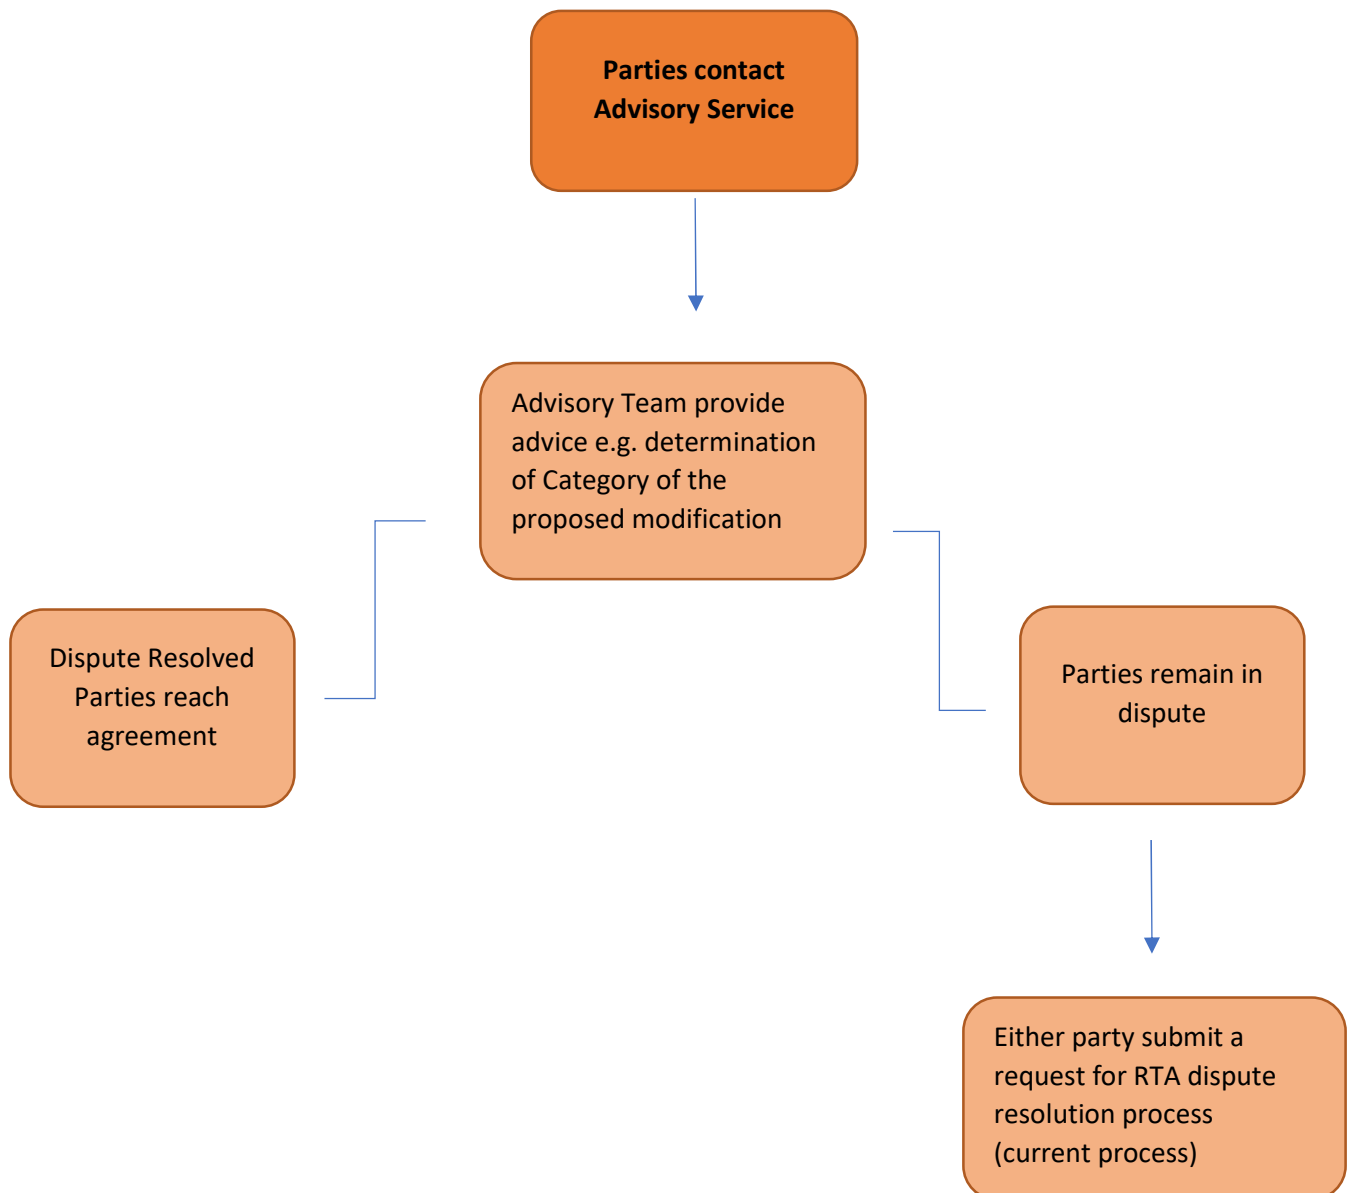 Parties contact
Advisory Service
Advisory Team provide
advice e.g. determination
of Category of the
proposed modification
Dispute Resolved
Parties reach
agreement
Parties remain in
dispute
Either party submit a
request for RTA dispute
resolution process
(current process)